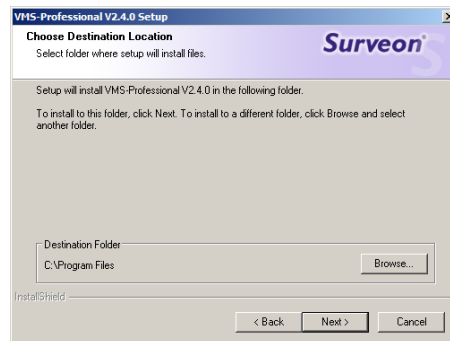 VMS-Professional V2.4.0 Setup
Choose Destination Location
Select folder where setup will install files.
Surveon
Setup will install VMS-Professional V2.4.0 in the following folder.
To install to this folder, click Next. To install to a different folder, click Browse and select
another folder.
Destination Folder
C:\Program Files
Browse...
InstallShield
< Back
Next >
Cancel